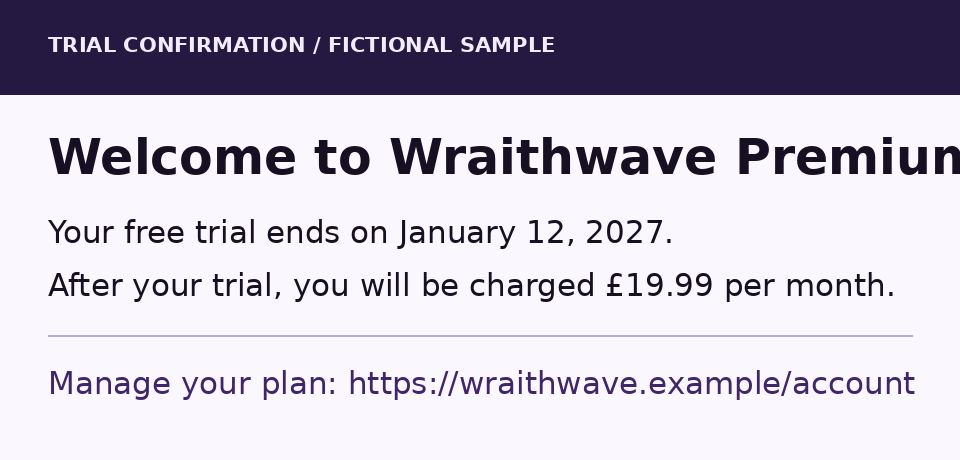 TRIAL CONFIRMATION / FICTIONAL SAMPLE
Welcome to Wraithwave Premium
Your free trial ends on January 12, 2027.
After your trial, you will be charged £19.99 per month.
Manage your plan: https://wraithwave.example/account